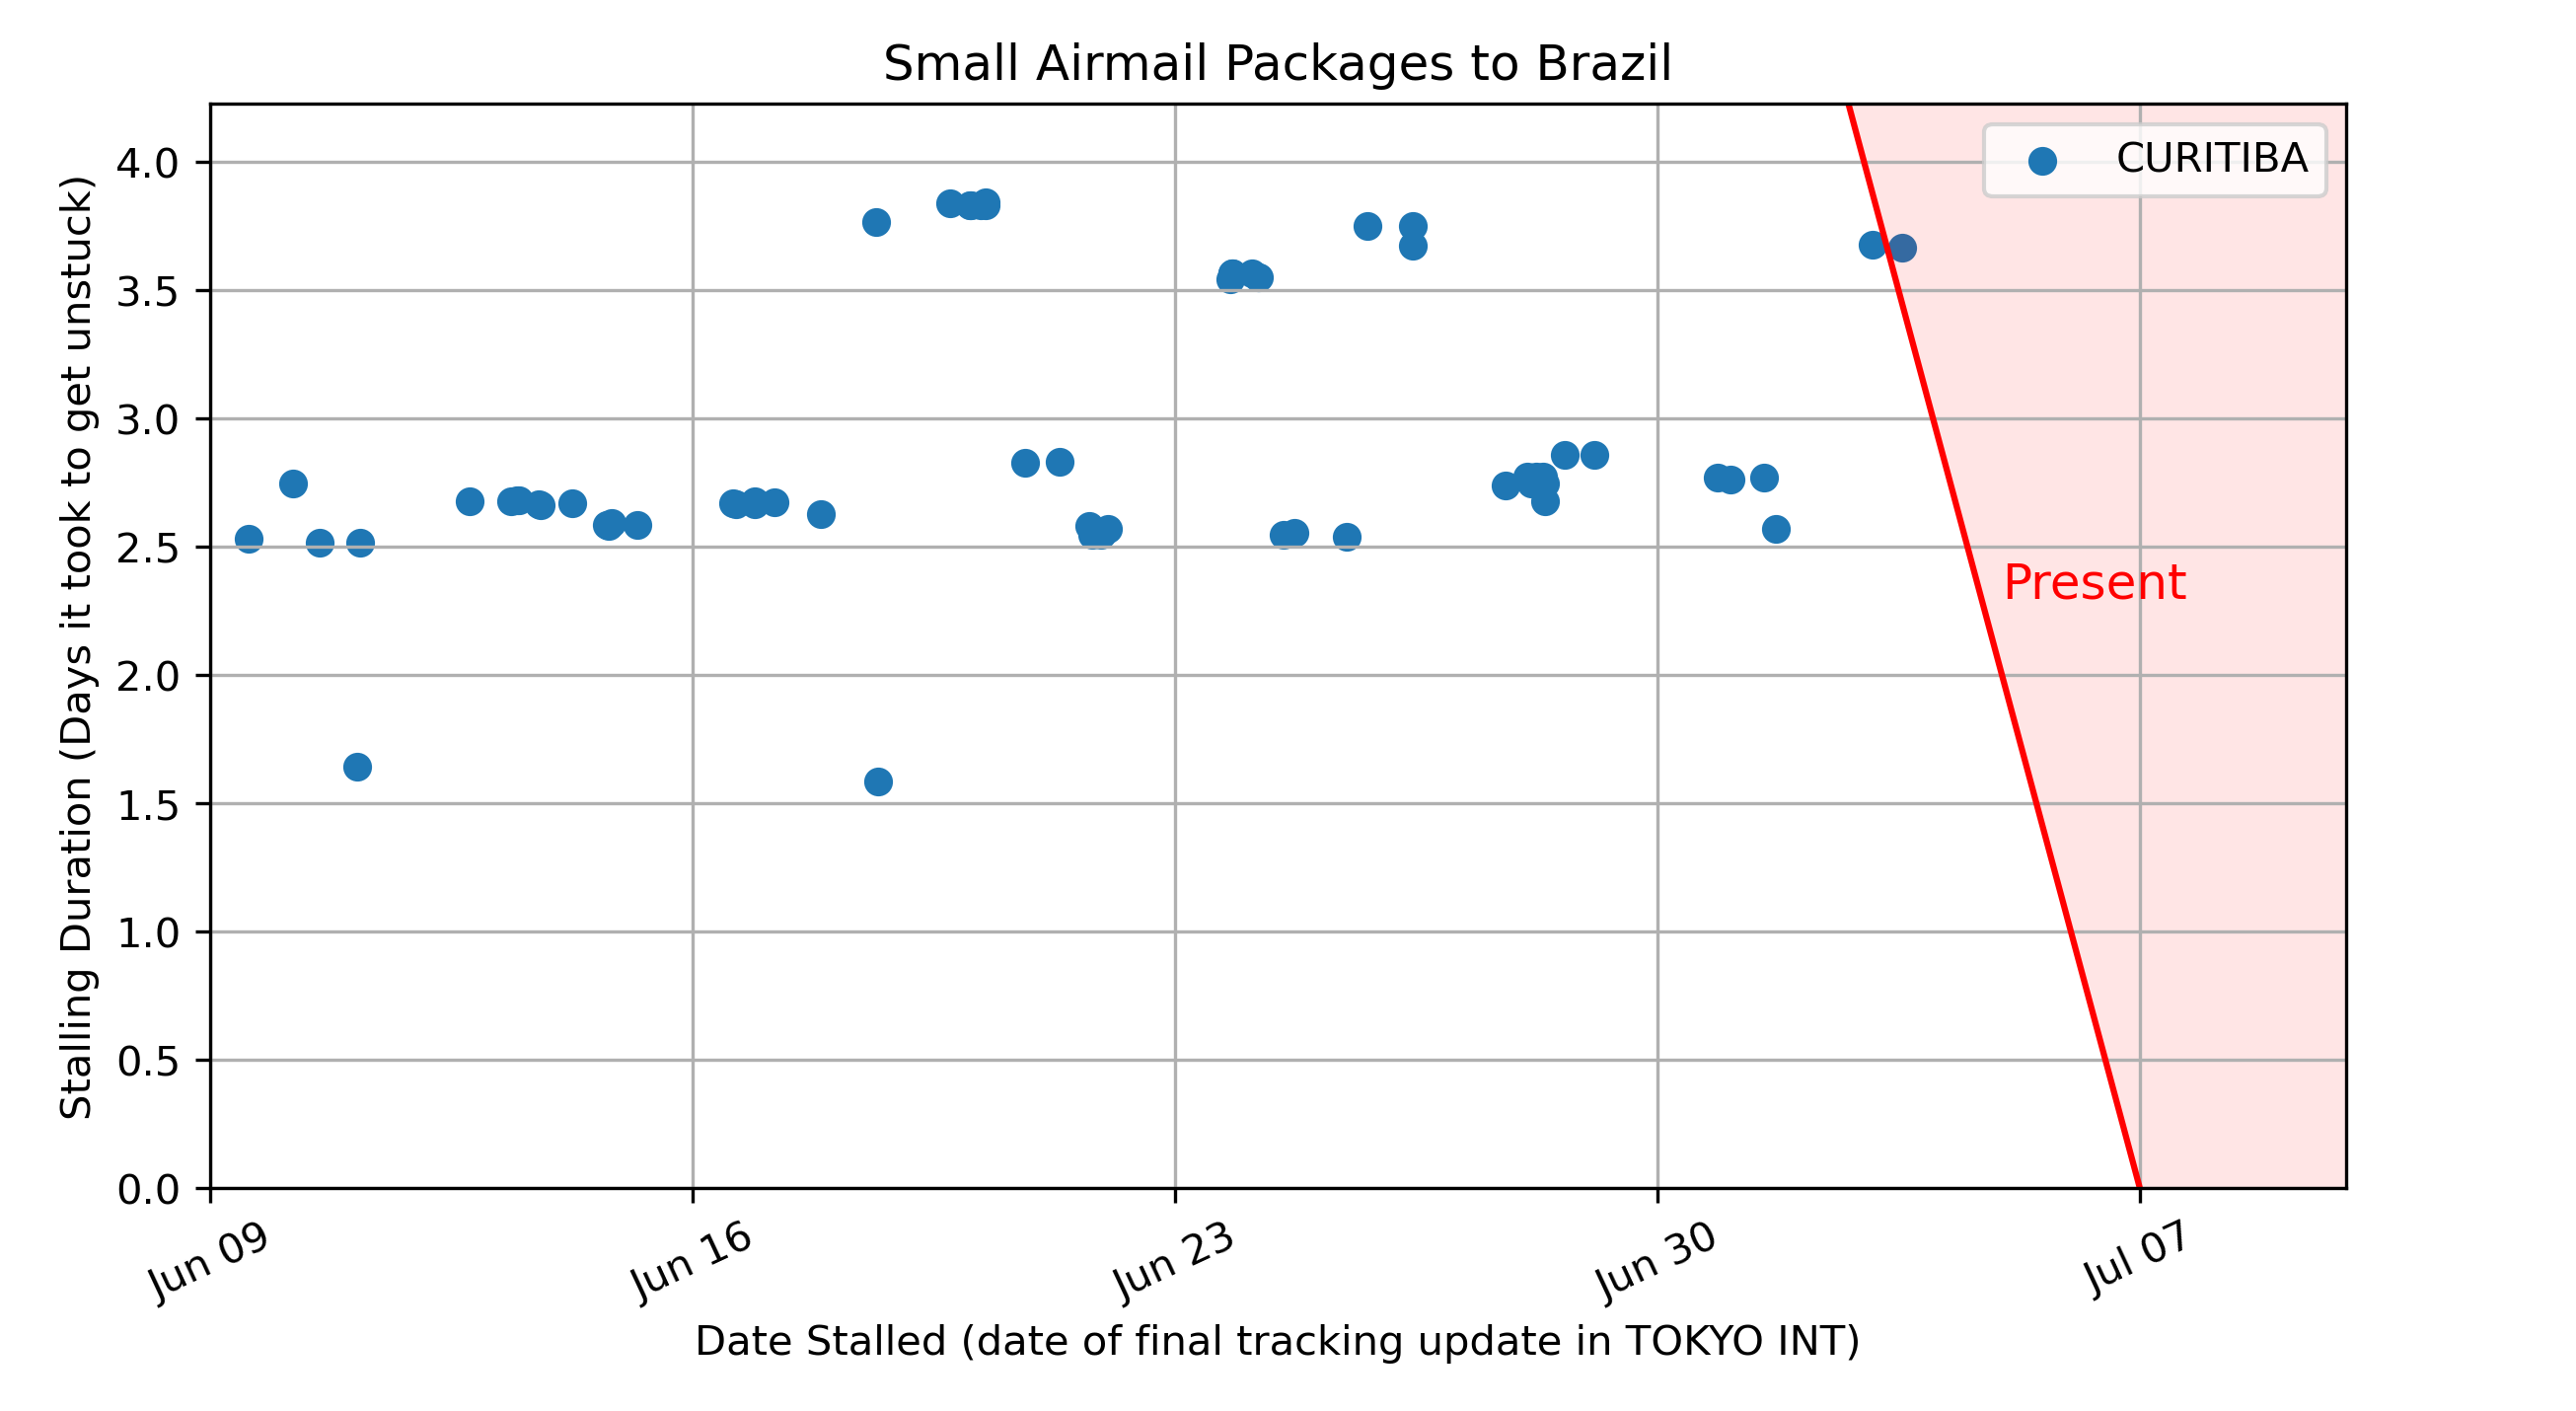 Small Airmail Packages to Brazil
CURITIBA
Present
Stalling Duration (Days it took to get unstuck)
4.0
3.5
3.0
2.5
2.0
1.5
1.0
0.5
0.0
Jun 09
Jun 16
Jun 23
Jun 30
Jul 07
Date Stalled (date of final tracking update in TOKYO INT)